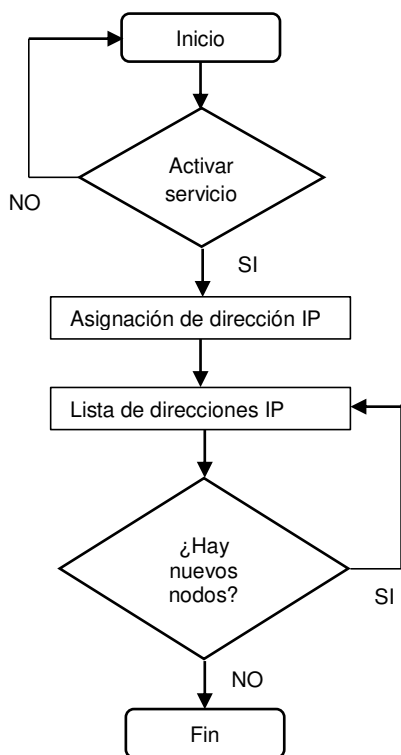 Inicio
Activar
servicio
NO
SI
Asignación de dirección IP
Lista de direcciones IP
¿Hay
nuevos
nodos?
SI
NO
Fin